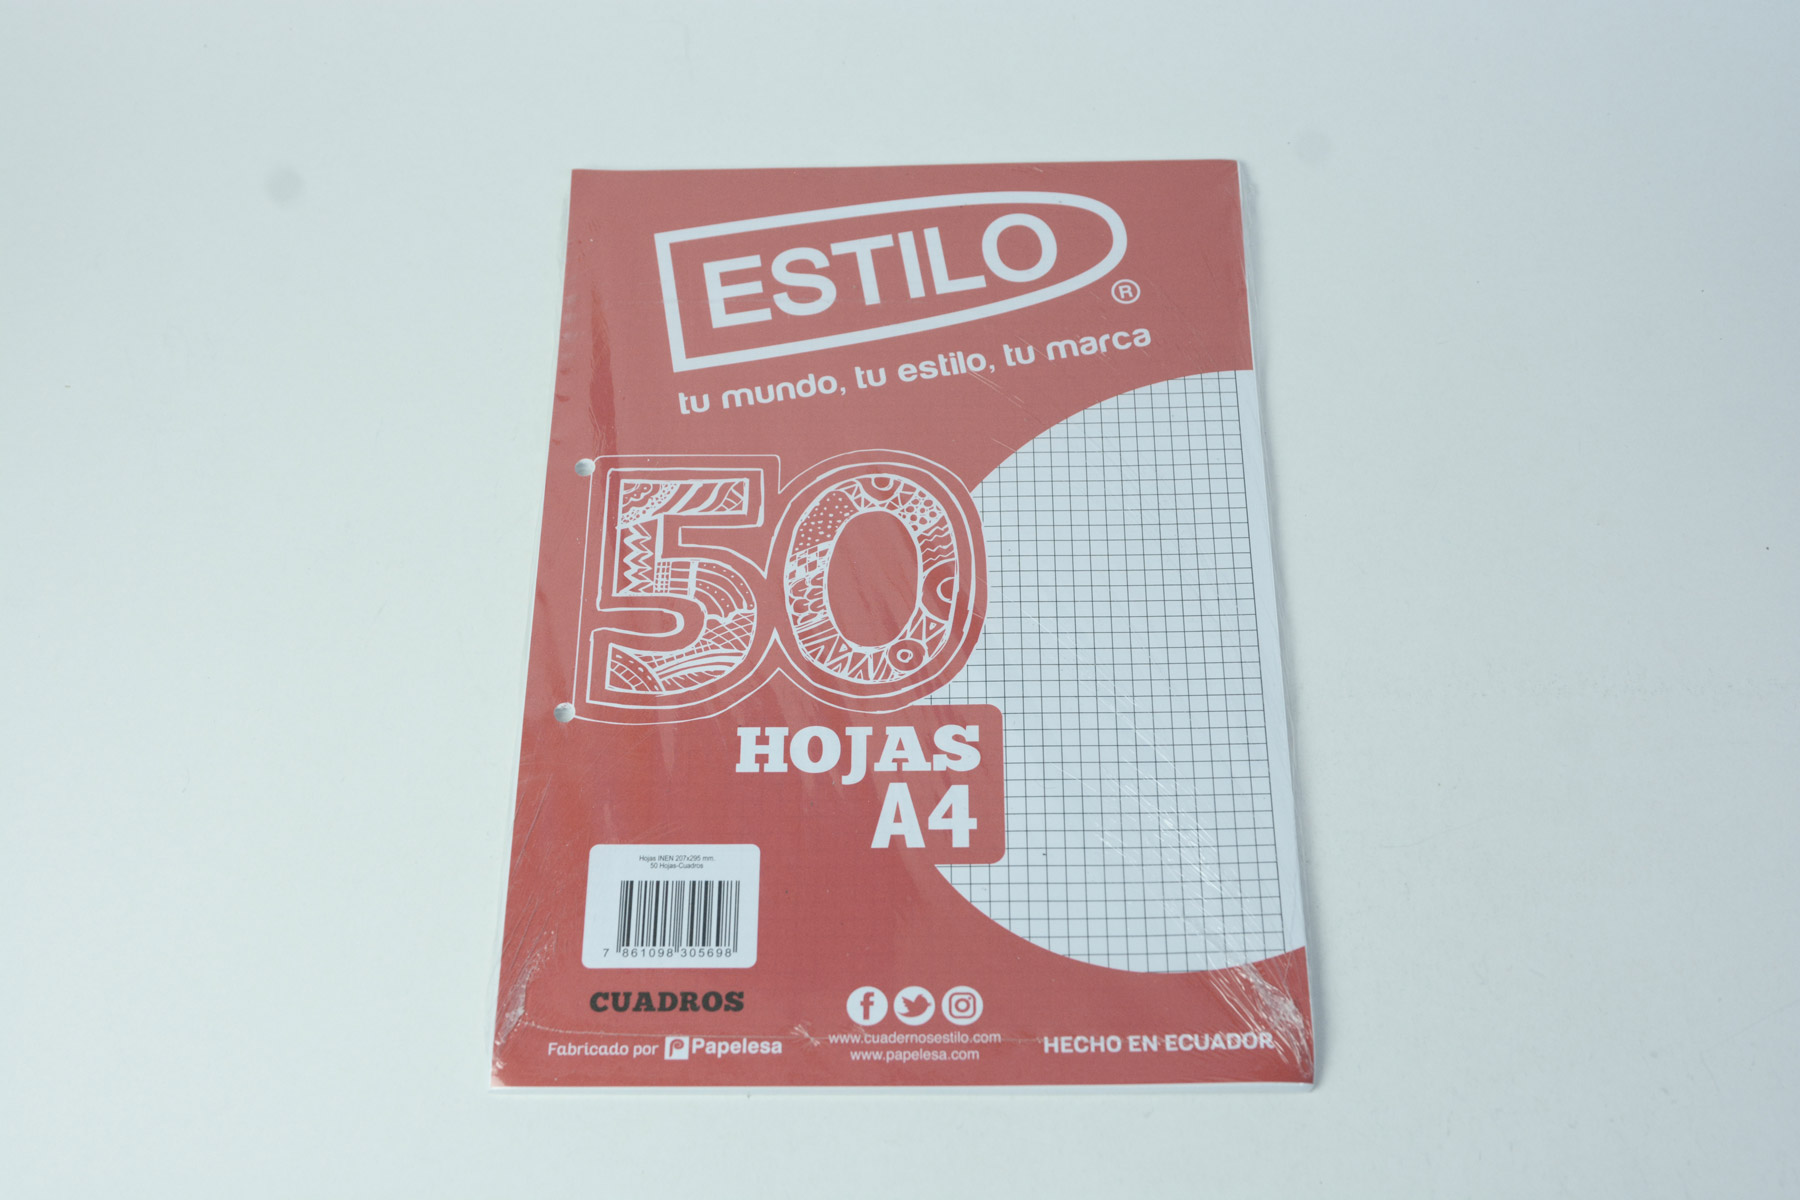 ESTILO
®
tu mundo, tu estilo, tu marca
50
HOJAS
A4
Hojas INEN 207x295 mm.
50 Hojas-Cuadros
7 861098 305698
CUADROS
Fabricado por Papelesa
www.cuadernosestilo.com
www.papelesa.com
HECHO EN ECUADOR